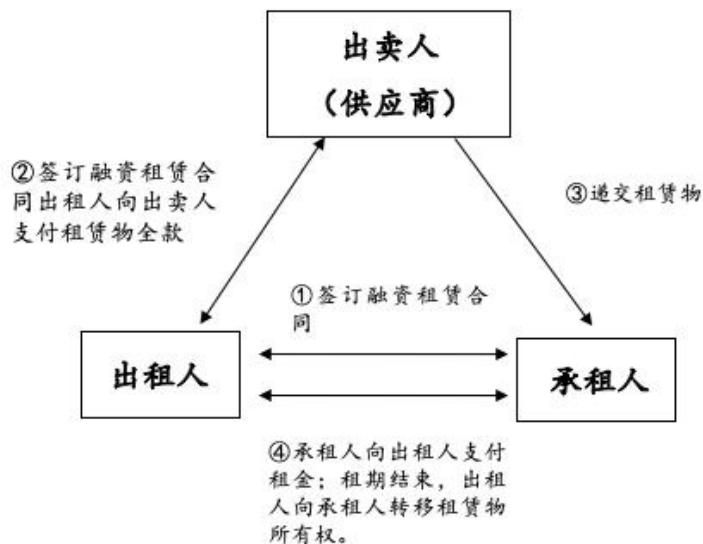 出卖人
（供应商）
②签订融资租赁合
同出租人向出卖人
支付租赁物全款
③递交租赁物
①签订融资租赁合
同
出租人
承租人
④承租人向出租人支付
租金；租期结束，出租
人向承租人转移租赁物
所有权。